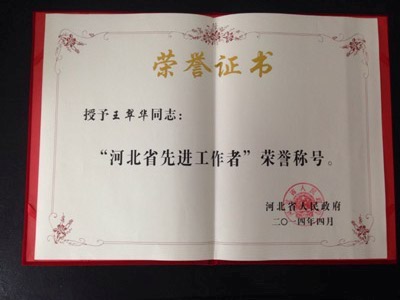 荣誉证书
授予王翠华同志：
“河北省先进工作者”荣誉称号。
河北省人民政府
二〇一四年四月